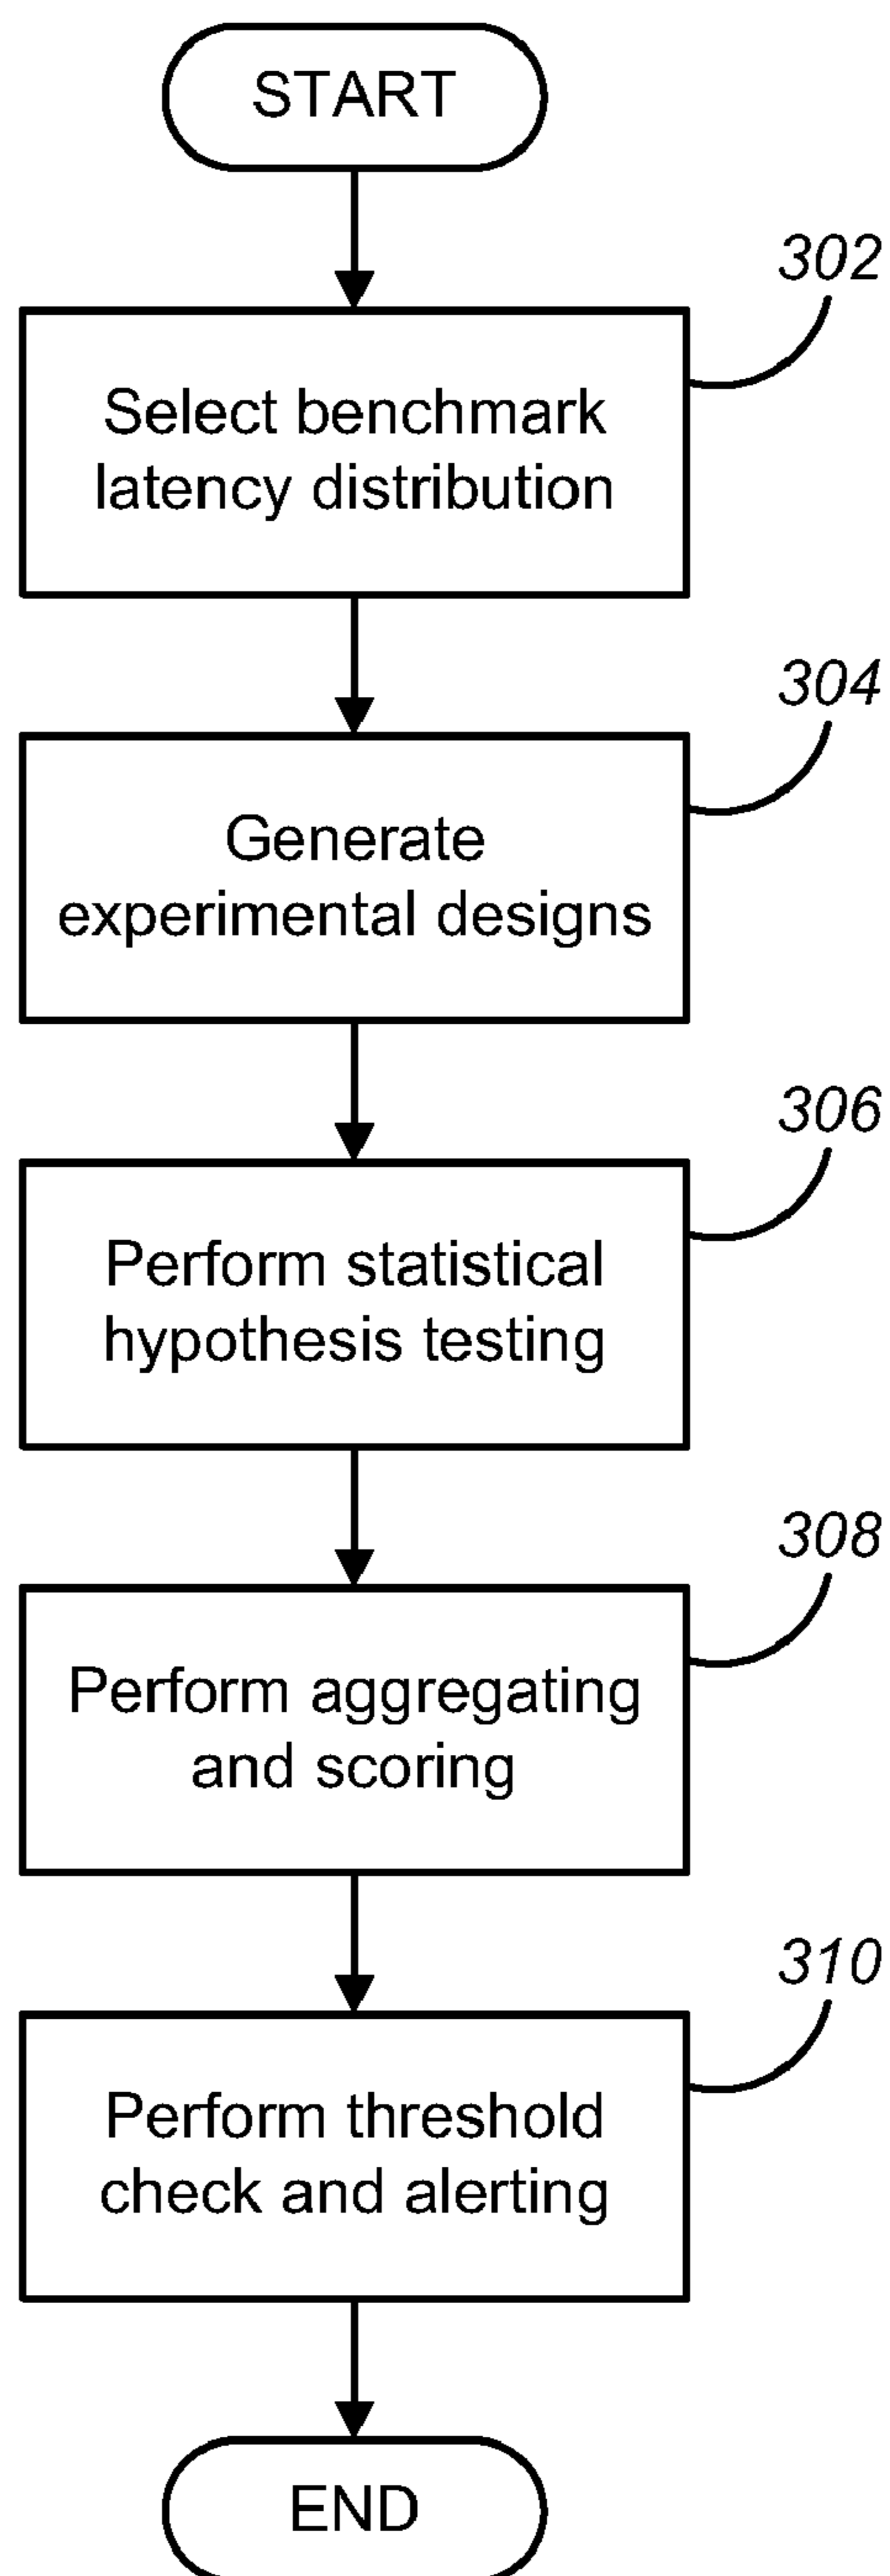 START
302
Select benchmark
latency distribution
304
Generate
experimental designs
306
Perform statistical
hypothesis testing
308
Perform aggregating
and scoring
310
Perform threshold
check and alerting
END